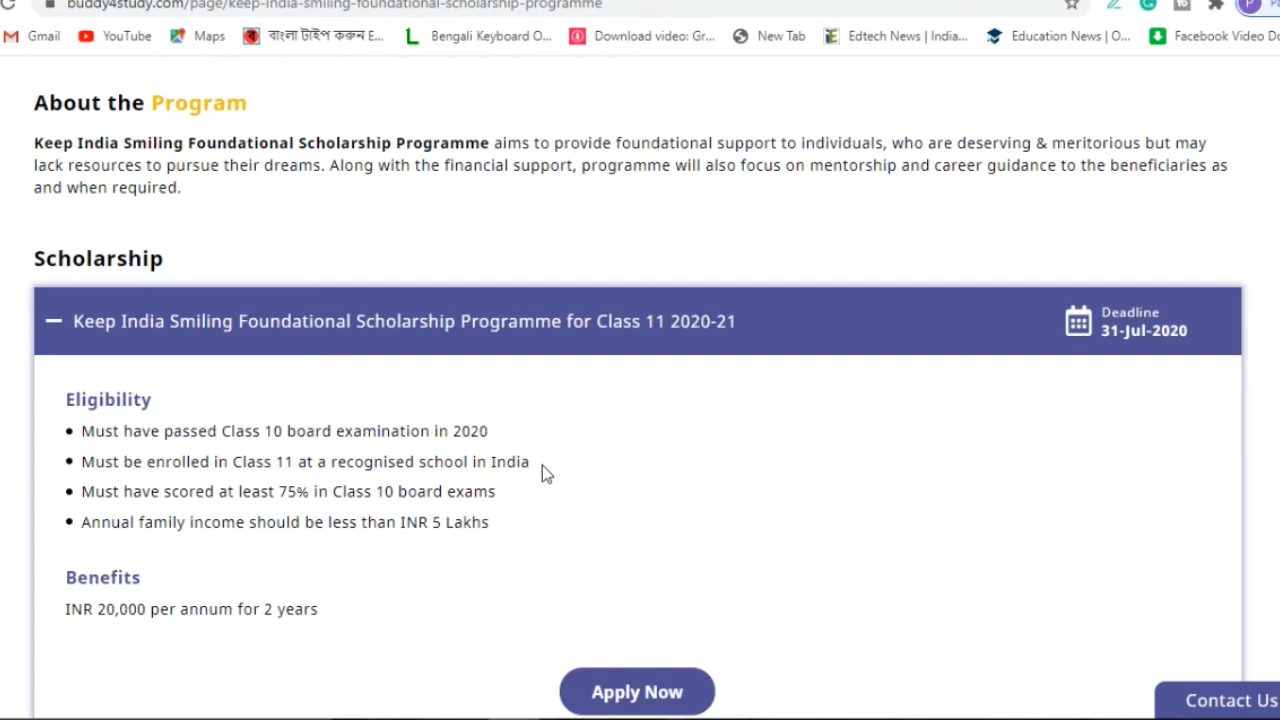 buddy4study.com/page/keep-india-smiling-foundational-scholarship-programme
Gmail YouTube Maps বাংলা টাইপ করুন E... Bengali Keyboard O... Download video: Gr... New Tab Edtech News | India... Education News | O... Facebook Video Do
About the Program
Keep India Smiling Foundational Scholarship Programme aims to provide foundational support to individuals, who are deserving & meritorious but may
lack resources to pursue their dreams. Along with the financial support, programme will also focus on mentorship and career guidance to the beneficiaries as
and when required.
Scholarship
Keep India Smiling Foundational Scholarship Programme for Class 11 2020-21
Deadline
31-Jul-2020
Eligibility
• Must have passed Class 10 board examination in 2020
• Must be enrolled in Class 11 at a recognised school in India
• Must have scored at least 75% in Class 10 board exams
• Annual family income should be less than INR 5 Lakhs
Benefits
INR 20,000 per annum for 2 years
Apply Now
Contact Us